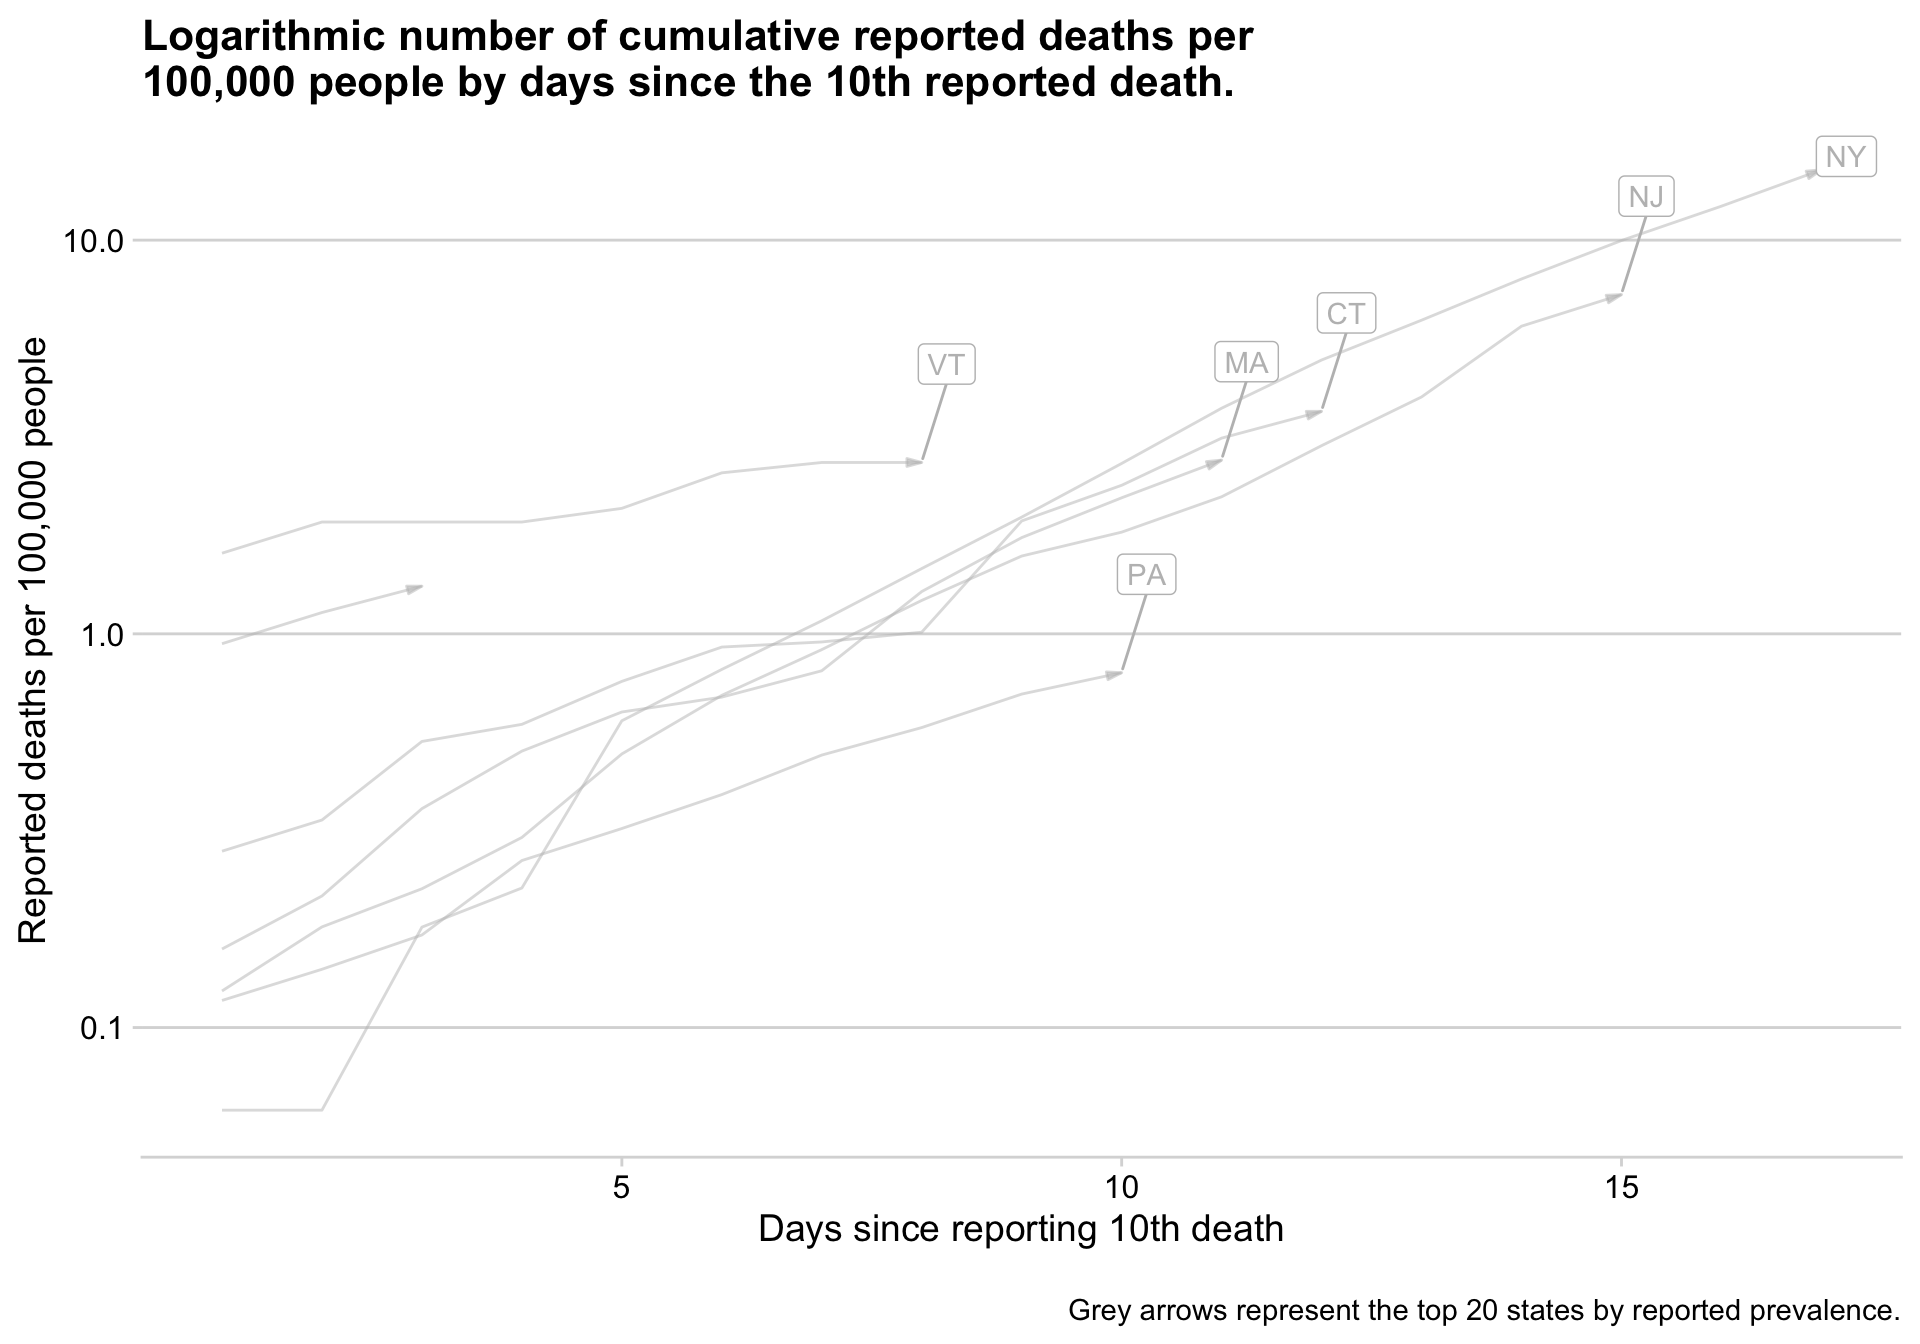 Logarithmic number of cumulative reported deaths per
100,000 people by days since the 10th reported death.
NY
NJ
10.0
CT
MA
VT
PA
1.0
0.1
Reported deaths per 100,000 people
5
10
15
Days since reporting 10th death
Grey arrows represent the top 20 states by reported prevalence.